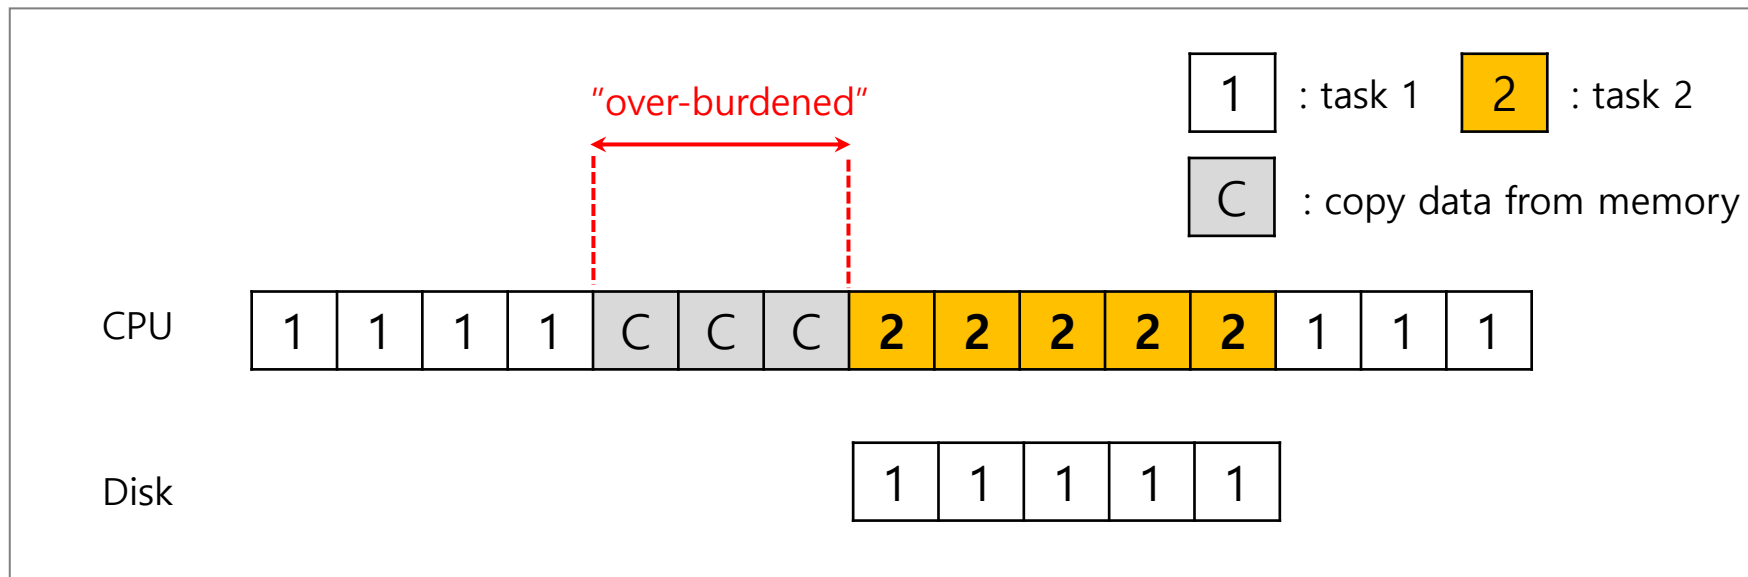 1 : task 1 2 : task 2
"over-burdened"
C : copy data from memory
CPU 1 1 1 1 C C C 2 2 2 2 2 1 1 1
Disk 1 1 1 1 1